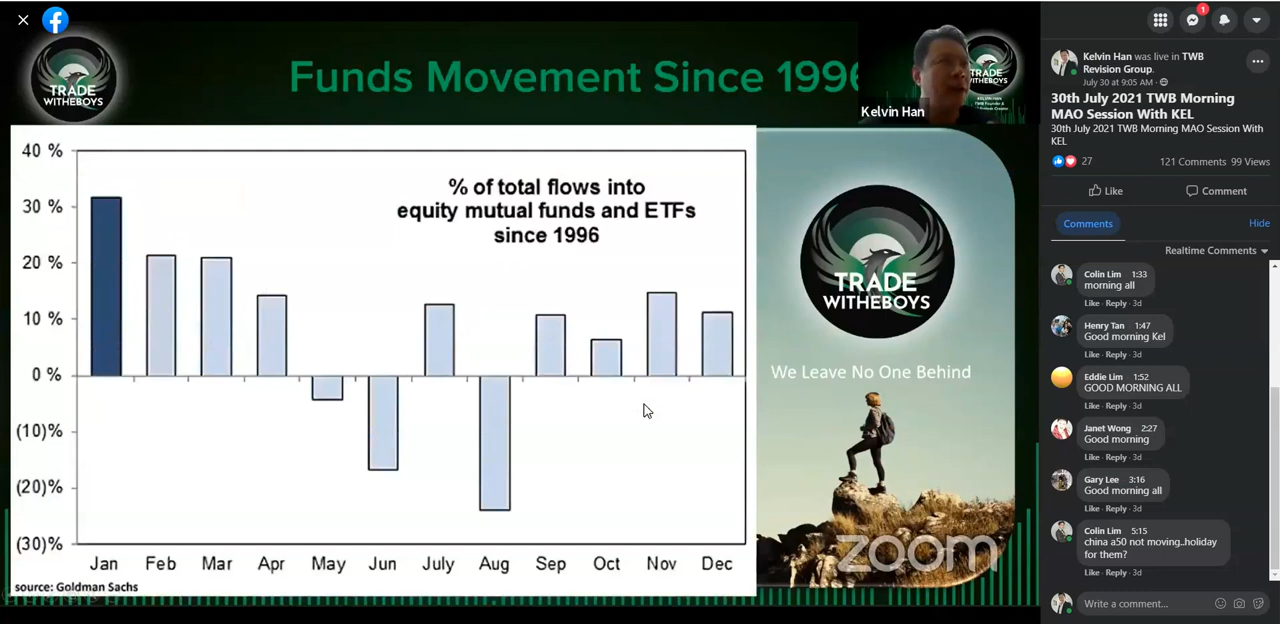 TRADE
WITHEBOYS
Funds Movement Since 1996
TRADE
WITHEBOYS
Kelvin Han
40 %
30 %
20 %
10 %
0 %
(10)%
(20)%
(30)%
% of total flows into
equity mutual funds and ETFs
since 1996
Jan Feb Mar Apr May Jun July Aug Sep Oct Nov Dec
source: Goldman Sachs
TRADE
WITHEBOYS
We Leave No One Behind
zoom
1
Kelvin Han was live in TWB
Revision Group.
July 30 at 9:05 AM ·
30th July 2021 TWB Morning
MAO Session With KEL
30th July 2021 TWB Morning MAO Session With
KEL
27
121 Comments 99 Views
Like Comment
Comments Hide
Realtime Comments
Colin Lim 1:33
morning all
Like · Reply · 3d
Henry Tan 1:47
Good morning Kel
Like · Reply · 3d
Eddie Lim 1:52
GOOD MORNING ALL
Like · Reply · 3d
Janet Wong 2:27
Good morning
Like · Reply · 3d
Gary Lee 3:16
Good morning all
Like · Reply · 3d
Colin Lim 5:15
china a50 not moving..holiday
for them?
Like · Reply · 3d
Write a comment...